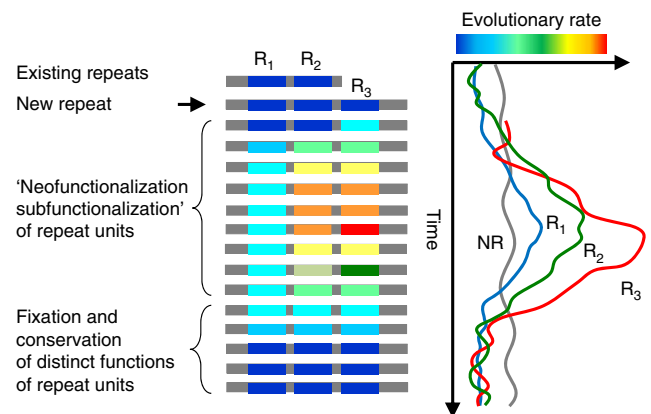 Evolutionary rate
R1 R2
Existing repeats
R3
New repeat
'Neofunctionalization
subfunctionalization'
of repeat units
Fixation and
conservation
of distinct functions
of repeat units
Time
NR
R1
R2
R3